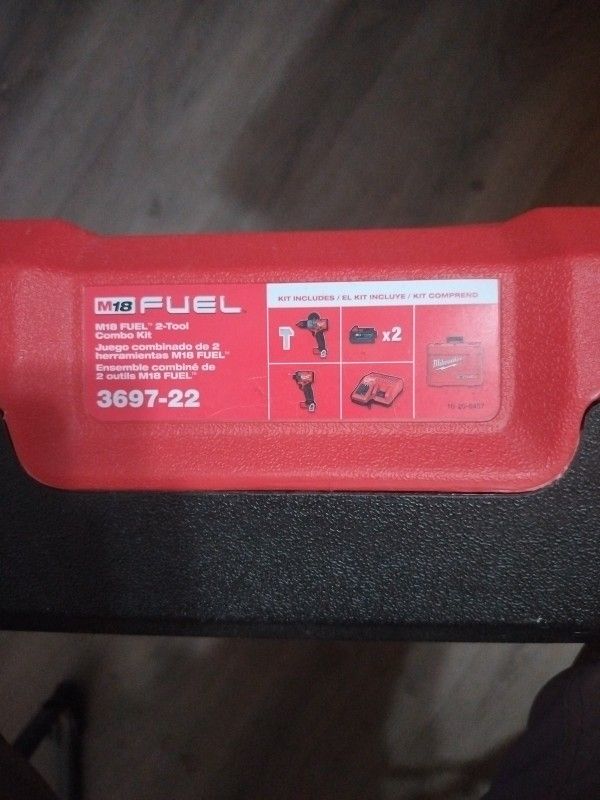 M18 FUEL™
M18 FUEL™ 2-Tool
Combo Kit
Juego combinado de 2
herramientas M18 FUEL™
Ensemble combiné de
2 outils M18 FUEL™
3697-22
KIT INCLUDES / EL KIT INCLUYE / KIT COMPREND
x2
Milwaukee